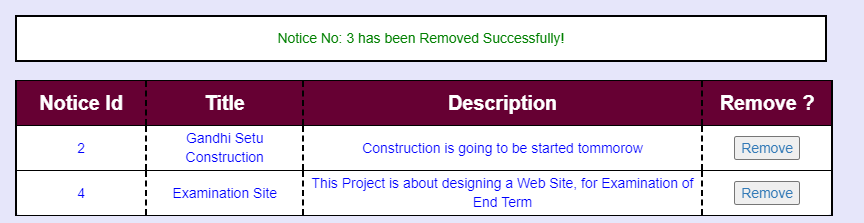 Notice No: 3 has been Removed Successfully!
Notice Id Title Description Remove ?
2 Gandhi Setu Construction Construction is going to be started tommorow Remove
4 Examination Site This Project is about designing a Web Site, for Examination of End Term Remove